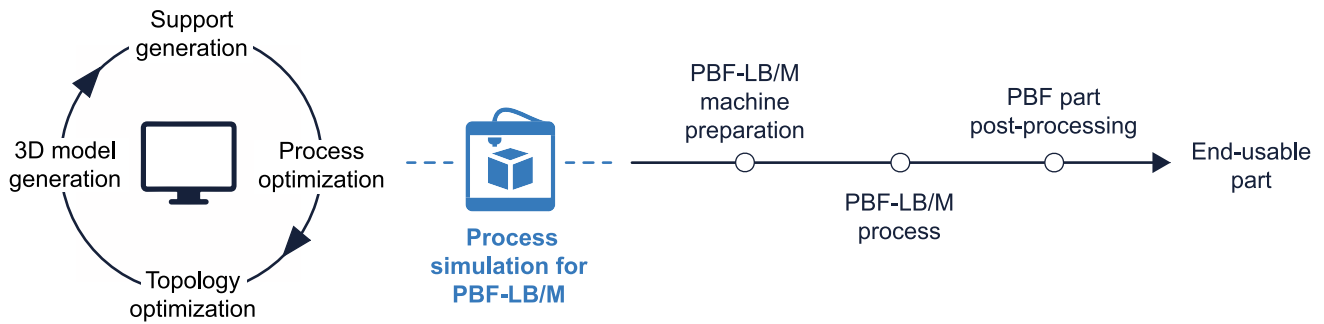 Support
generation
3D model
generation
Process
optimization
Topology
optimization
Process
simulation for
PBF-LB/M
PBF-LB/M
machine
preparation
PBF-LB/M
process
PBF part
post-processing
End-usable
part